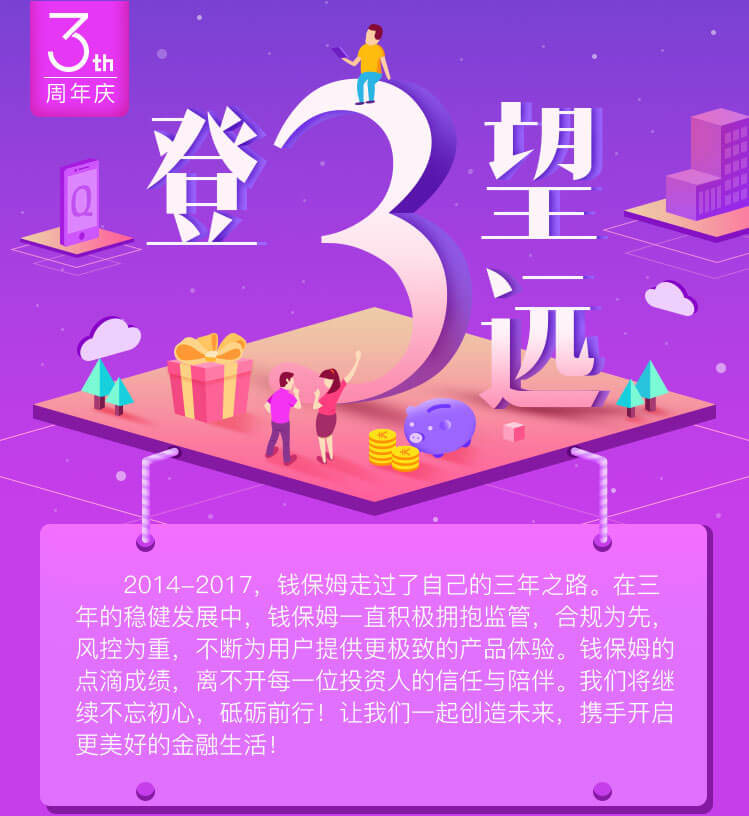 3th
周年庆
登3望远
Q
2014-2017，钱保姆走过了自己的三年之路。在三
年的稳健发展中，钱保姆一直积极拥抱监管，合规为先，
风控为重，不断为用户提供更极致的产品体验。钱保姆的
点滴成绩，离不开每一位投资人的信任与陪伴。我们将继
续不忘初心，砥砺前行！让我们一起创造未来，携手开启
更美好的金融生活！